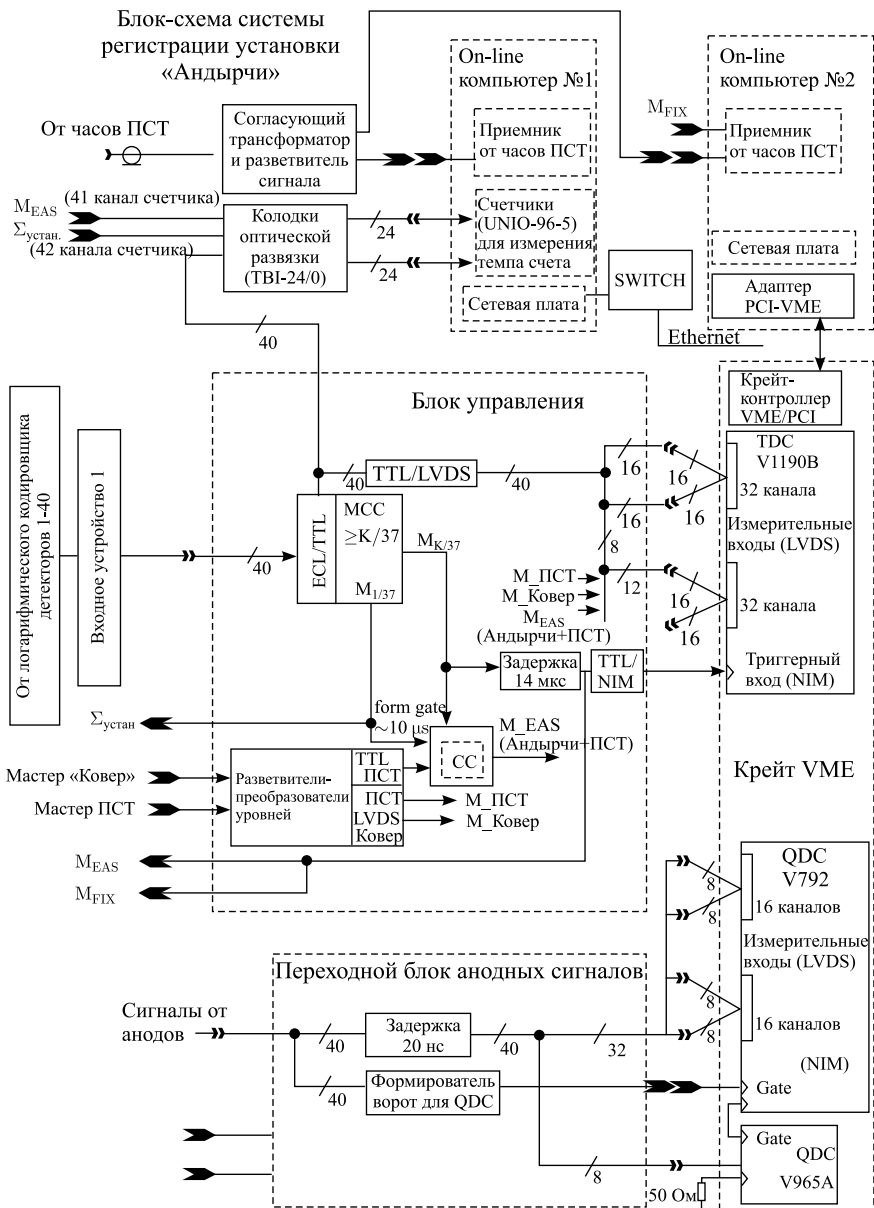 Блок-схема системы
регистрации установки
«Андырчи»
On-line
компьютер №1
On-line
компьютер №2
От часов ПСТ
Согласующий
трансформатор
и разветвитель
сигнала
Приемник
от часов ПСТ
M_FIX
Приемник
от часов ПСТ
M_EAS
(41 канал счетчика)
Σ_устан.
(42 канала счетчика)
Колодки
оптической
развязки
(TBI-24/0)
24
24
Счетчики
(UNIO-96-5)
для измерения
темпа счета
Сетевая плата
SWITCH
Ethernet
Сетевая плата
Адаптер
PCI-VME
40
Крейт-
контроллер
VME/PCI
Блок управления
От логарифмического кодировщика
детекторов 1-40
Входное устройство 1
40
40
TTL/LVDS
40
ECL/TTL
MCC
≥K/37
M_K/37
M_1/37
16
16
8
12
16
16
16
16
TDC
V1190B
32 канала
Измерительные
входы (LVDS)
32 канала
Триггерный
вход (NIM)
М_ПСТ
М_Ковер
M_EAS
(Андырчи+ПСТ)
Задержка
14 мкс
TTL/
NIM
Σ_устан
form gate
~10 μs
CC
M_EAS
(Андырчи+ПСТ)
Мастер «Ковер»
Мастер ПСТ
Разветвители-
преобразователи
уровней
TTL
ПСТ
ПСТ
LVDS
Ковер
М_ПСТ
М_Ковер
M_EAS
M_FIX
Крейт VME
QDC
V792
8
8
16 каналов
Измерительные
входы (LVDS)
8
8
16 каналов
(NIM)
Gate
Переходной блок анодных сигналов
Сигналы от
анодов
40
Задержка
20 нс
40
32
40
Формирователь
ворот для QDC
8
Gate
QDC
V965A
50 Ом